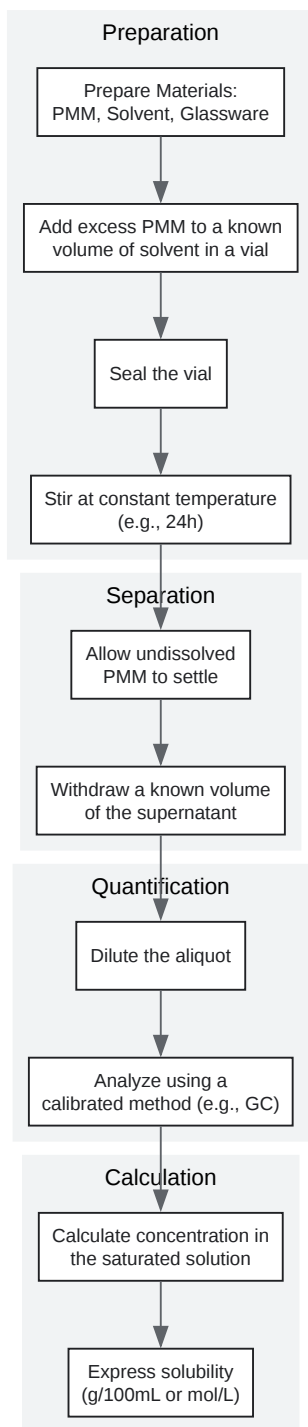 Preparation
Prepare Materials:
PMM, Solvent, Glassware
Add excess PMM to a known
volume of solvent in a vial
Seal the vial
Stir at constant temperature
(e.g., 24h)
Separation
Allow undissolved
PMM to settle
Withdraw a known volume
of the supernatant
Quantification
Dilute the aliquot
Analyze using a
calibrated method (e.g., GC)
Calculation
Calculate concentration in
the saturated solution
Express solubility
(g/100mL or mol/L)